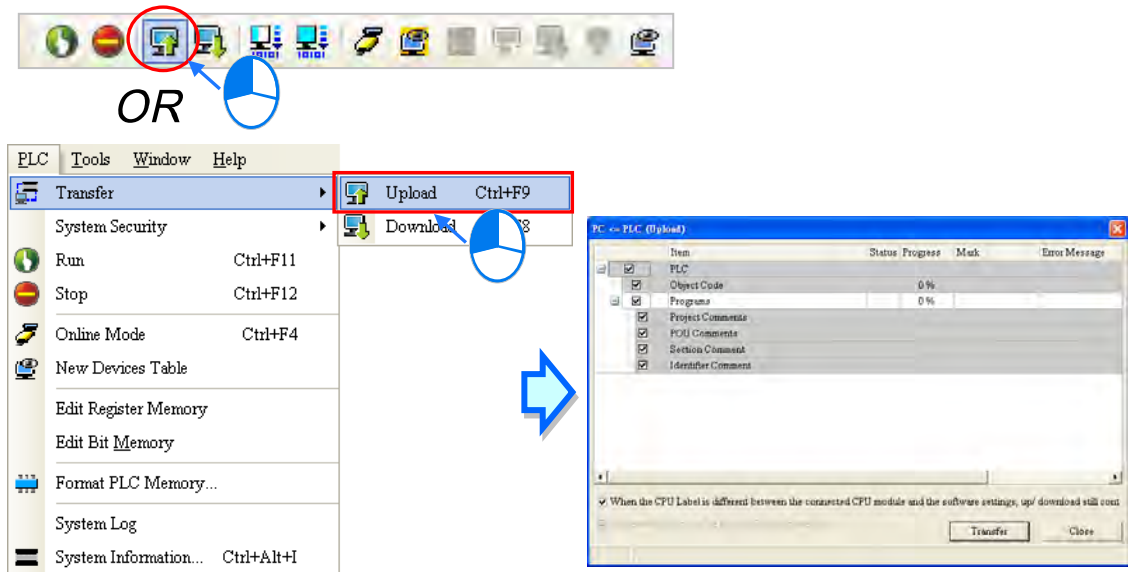 OR
PLC Tools Window Help
Transfer
Upload Ctrl+F9
System Security
Download F8
Run Ctrl+F11
Stop Ctrl+F12
Online Mode Ctrl+F4
New Devices Table
Edit Register Memory
Edit Bit Memory
Format PLC Memory...
System Log
System Information... Ctrl+Alt+I
PC <= PLC (Upload)
Item Status Progress Mark Error Message
PLC
Object Code 0 %
Programs 0 %
Project Comments
POU Comments
Section Comment
Identifier Comment
When the CPU Label is different between the connected CPU module and the software settings, up/ download still cont
Transfer Close